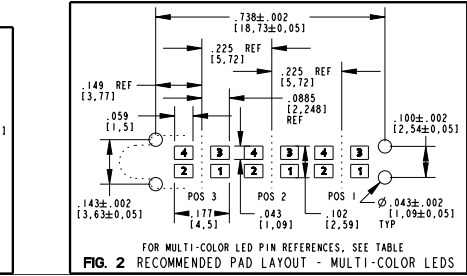 .738±.002
[18,73±0,05]
.225 REF
[5,72]
.225 REF
[5,72]
.149 REF
[3,77]
.0885
[2,248]
REF
.059
[1,5]
.100±.002
[2,54±0,05]
4 3 4 3 4 3
2 1 2 1 2 1
POS 3 POS 2 POS 1
.143±.002
[3,63±0,05]
.177
[4,5]
.043
[1,09]
.102
[2,59]
Ø.043±.002
[1,09±0,05]
TYP
FOR MULTI-COLOR LED PIN REFERENCES, SEE TABLE
FIG. 2 RECOMMENDED PAD LAYOUT - MULTI-COLOR LEDS
]